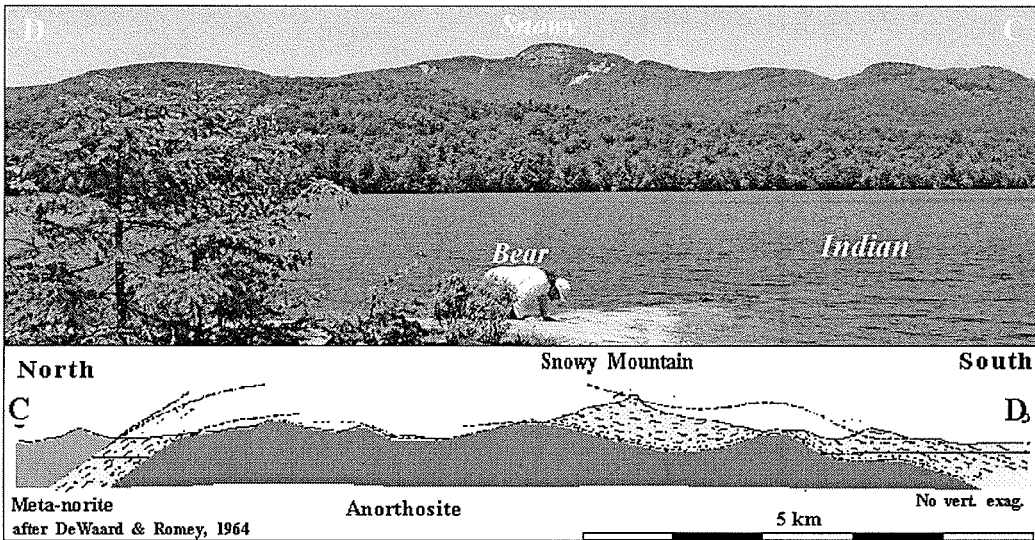 D Snowy C
Bear
Indian
North Snowy Mountain South
C D
Meta-norite Anorthosite No vert. exag.
after DeWaard & Romey, 1964 5 km